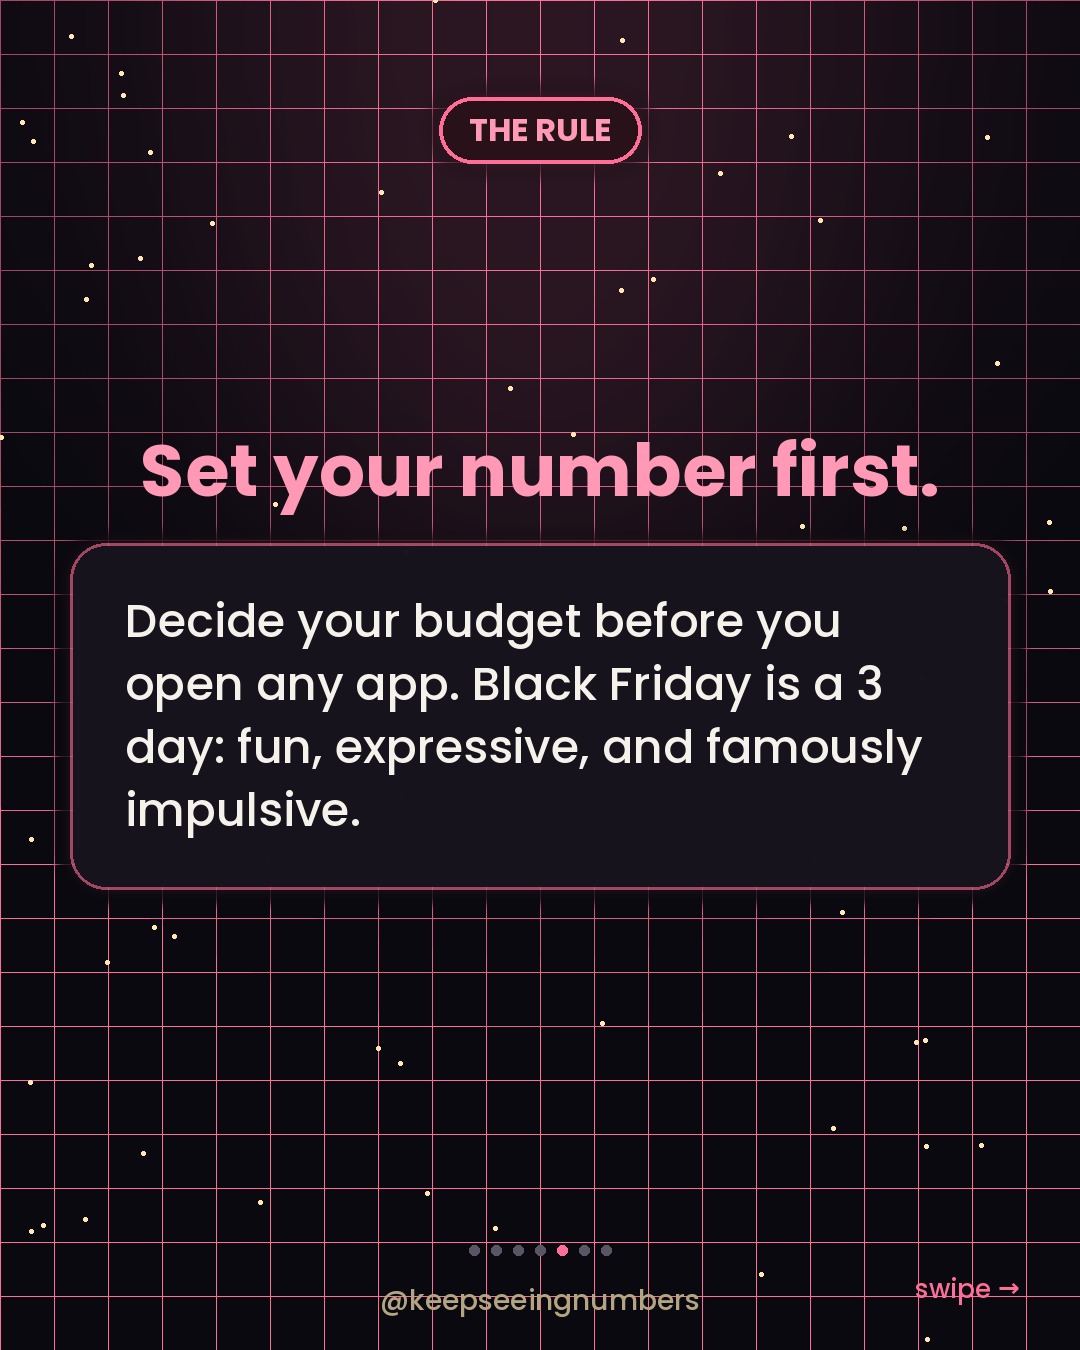 THE RULE
Set your number first.
Decide your budget before you
open any app. Black Friday is a 3
day: fun, expressive, and famously
impulsive.
@keepseeingnumbers
swipe →